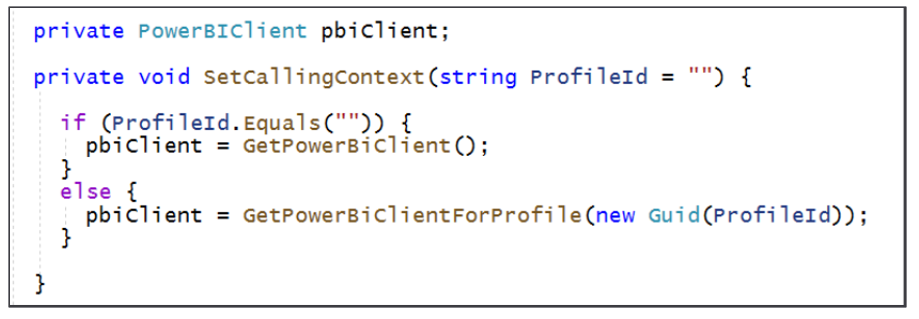 private PowerBIClient pbiClient;
private void SetCallingContext(string ProfileId = "") {
if (ProfileId.Equals("")) {
pbiClient = GetPowerBiClient();
}
else {
pbiClient = GetPowerBiClientForProfile(new Guid(ProfileId));
}
}